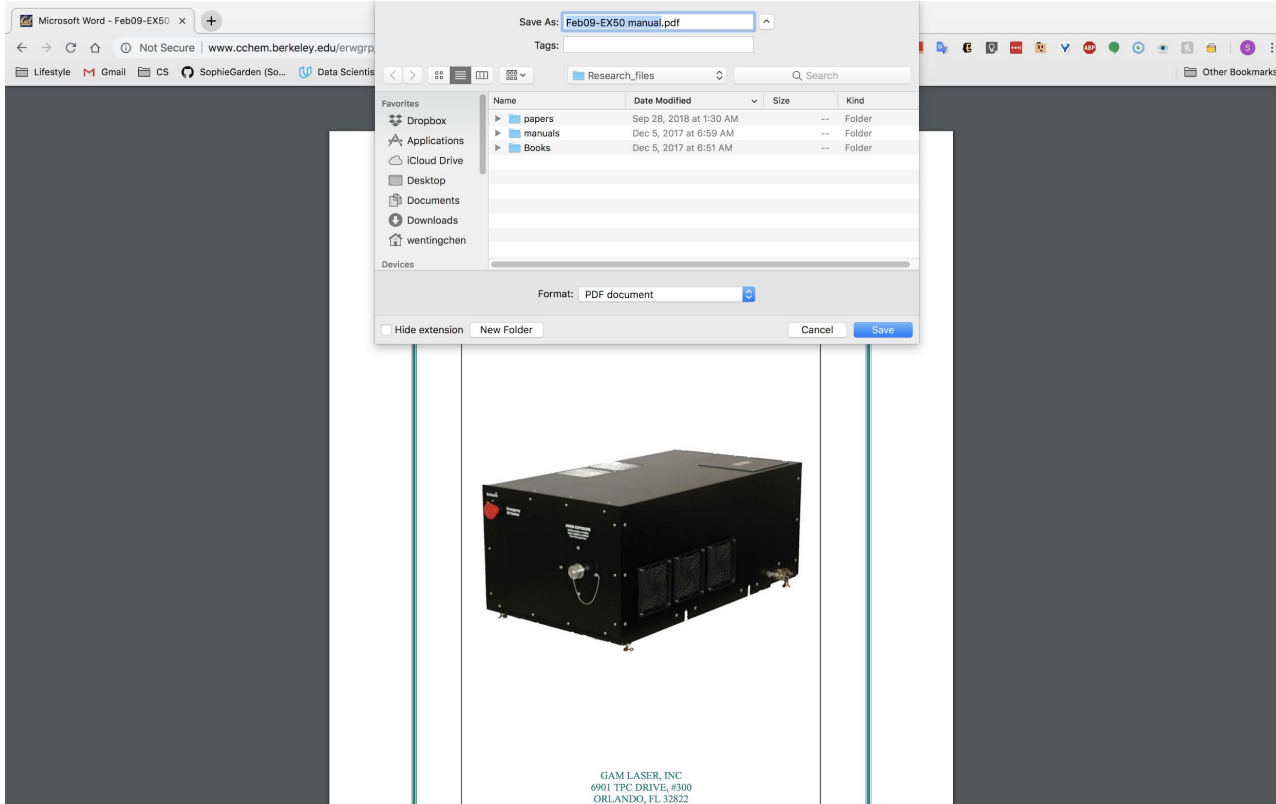 Microsoft Word - Feb09-EX50
Not Secure | www.cchem.berkeley.edu/erwgrp
Lifestyle Gmail CS SophieGarden (So... Data Scientis
Other Bookmarks
Save As: Feb09-EX50 manual.pdf
Tags:
Research_files
Search
Favorites
Dropbox
Applications
iCloud Drive
Desktop
Documents
Downloads
wentingchen
Devices
Name Date Modified Size Kind
papers Sep 28, 2018 at 1:30 AM -- Folder
manuals Dec 5, 2017 at 6:59 AM -- Folder
Books Dec 5, 2017 at 6:51 AM -- Folder
Format: PDF document
Hide extension New Folder Cancel Save
AVOID EXPOSURE
GAM LASER, INC
6901 TPC DRIVE, #300
ORLANDO, FL 32822